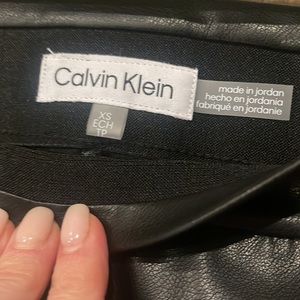 Calvin Klein
XS
ECH
TP
made in jordan
hecho en jordania
fabriqué en jordanie